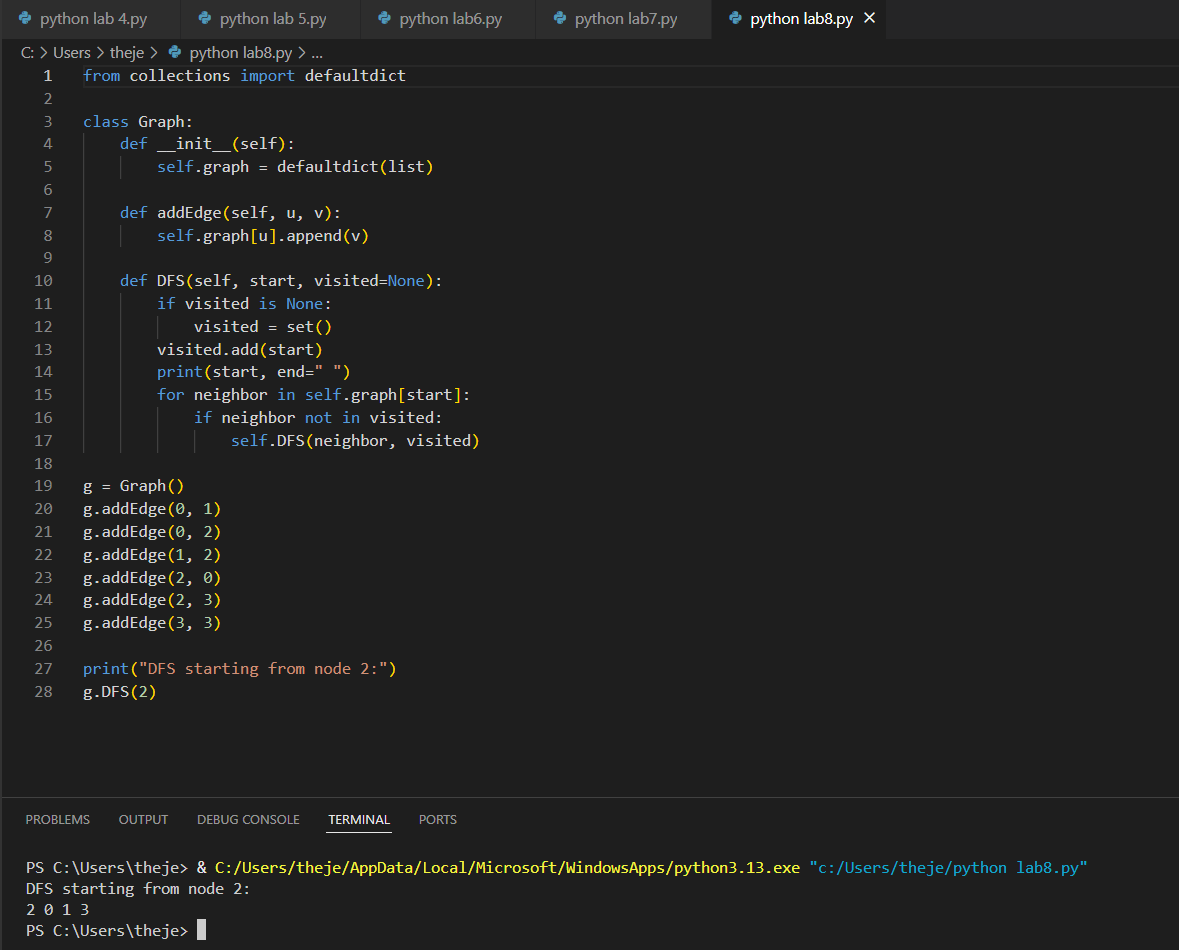 python lab 4.py python lab 5.py python lab6.py python lab7.py python lab8.py ×
C: > Users > theje > python lab8.py > ...
1 from collections import defaultdict
2
3 class Graph:
4     def __init__(self):
5         self.graph = defaultdict(list)
6
7     def addEdge(self, u, v):
8         self.graph[u].append(v)
9
10     def DFS(self, start, visited=None):
11         if visited is None:
12             visited = set()
13         visited.add(start)
14         print(start, end=" ")
15         for neighbor in self.graph[start]:
16             if neighbor not in visited:
17                 self.DFS(neighbor, visited)
18
19 g = Graph()
20 g.addEdge(0, 1)
21 g.addEdge(0, 2)
22 g.addEdge(1, 2)
23 g.addEdge(2, 0)
24 g.addEdge(2, 3)
25 g.addEdge(3, 3)
26
27 print("DFS starting from node 2:")
28 g.DFS(2)
PROBLEMS OUTPUT DEBUG CONSOLE TERMINAL PORTS
PS C:\Users\theje> & C:/Users/theje/AppData/Local/Microsoft/WindowsApps/python3.13.exe "c:/Users/theje/python lab8.py"
DFS starting from node 2:
2 0 1 3
PS C:\Users\theje>